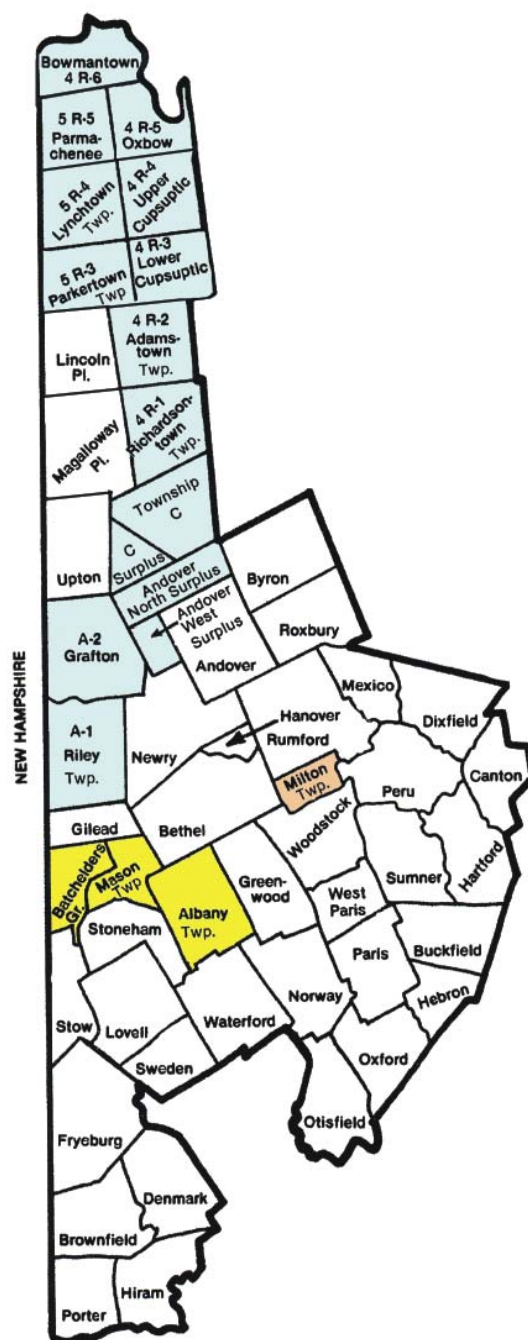 Bowmantown
4 R-6
5 R-5
Parma-
chenee
4 R-5
Oxbow
5 R-4
Lynchtown
Twp.
4 R-4
Upper
Cupsuptic
5 R-3
Parkertown
Twp
4 R-3
Lower
Cupsuptic
Lincoln
Pl.
4 R-2
Adams-
town
Twp.
Magalloway
Pl.
4 R-1
Richardson-
town
Twp.
Township
C
C
Surplus
Upton
Andover
North Surplus
Andover
West
Surplus
Andover
Byron
Roxbury
A-2
Grafton
NEW HAMPSHIRE
A-1
Riley
Twp.
Newry
Hanover
Rumford
Mexico
Dixfield
Canton
Peru
Milton
Twp.
Gilead
Bethel
Woodstock
Hartford
Sumner
Batchelders
Gr.
Mason
Twp
Albany
Twp.
Green-
wood
West
Paris
Stoneham
Paris
Buckfield
Hebron
Norway
Waterford
Stow
Lovell
Sweden
Oxford
Otisfield
Fryeburg
Denmark
Brownfield
Hiram
Porter